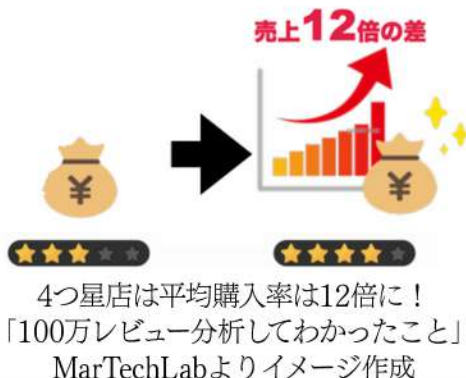 売上12倍の差
¥
¥
4つ星店は平均購入率は12倍に！
「100万レビュー分析してわかったこと」
MarTechLabよりイメージ作成